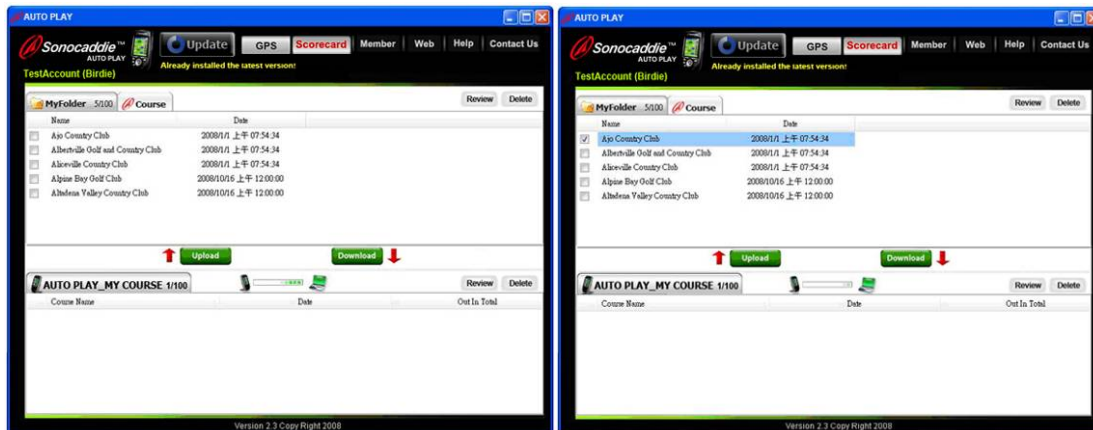 AUTO PLAY
Sonocaddie™
AUTO PLAY
Update
GPS
Scorecard
Member
Web
Help
Contact Us
Already installed the latest version!
TestAccount (Birdie)
MyFolder 5/100
Course
Review
Delete
Name
Date
Ajo Country Club 2008/1/1 上午 07:54:34
Albertville Golf and Country Club 2008/1/1 上午 07:54:34
Aliceville Country Club 2008/1/1 上午 07:54:34
Alpine Bay Golf Club 2008/10/16 上午 12:00:00
Altadena Valley Country Club 2008/10/16 上午 12:00:00
Upload
Download
AUTO PLAY_MY COURSE 1/100
Review
Delete
Course Name
Date
Out In Total
Version 2.3 Copy Right 2008
AUTO PLAY
Sonocaddie™
AUTO PLAY
Update
GPS
Scorecard
Member
Web
Help
Contact Us
Already installed the latest version!
TestAccount (Birdie)
MyFolder 5/100
Course
Review
Delete
Name
Date
Ajo Country Club 2008/1/1 上午 07:54:34
Albertville Golf and Country Club 2008/1/1 上午 07:54:34
Aliceville Country Club 2008/1/1 上午 07:54:34
Alpine Bay Golf Club 2008/10/16 上午 12:00:00
Altadena Valley Country Club 2008/10/16 上午 12:00:00
Upload
Download
AUTO PLAY_MY COURSE 1/100
Review
Delete
Course Name
Date
Out In Total
Version 2.3 Copy Right 2008